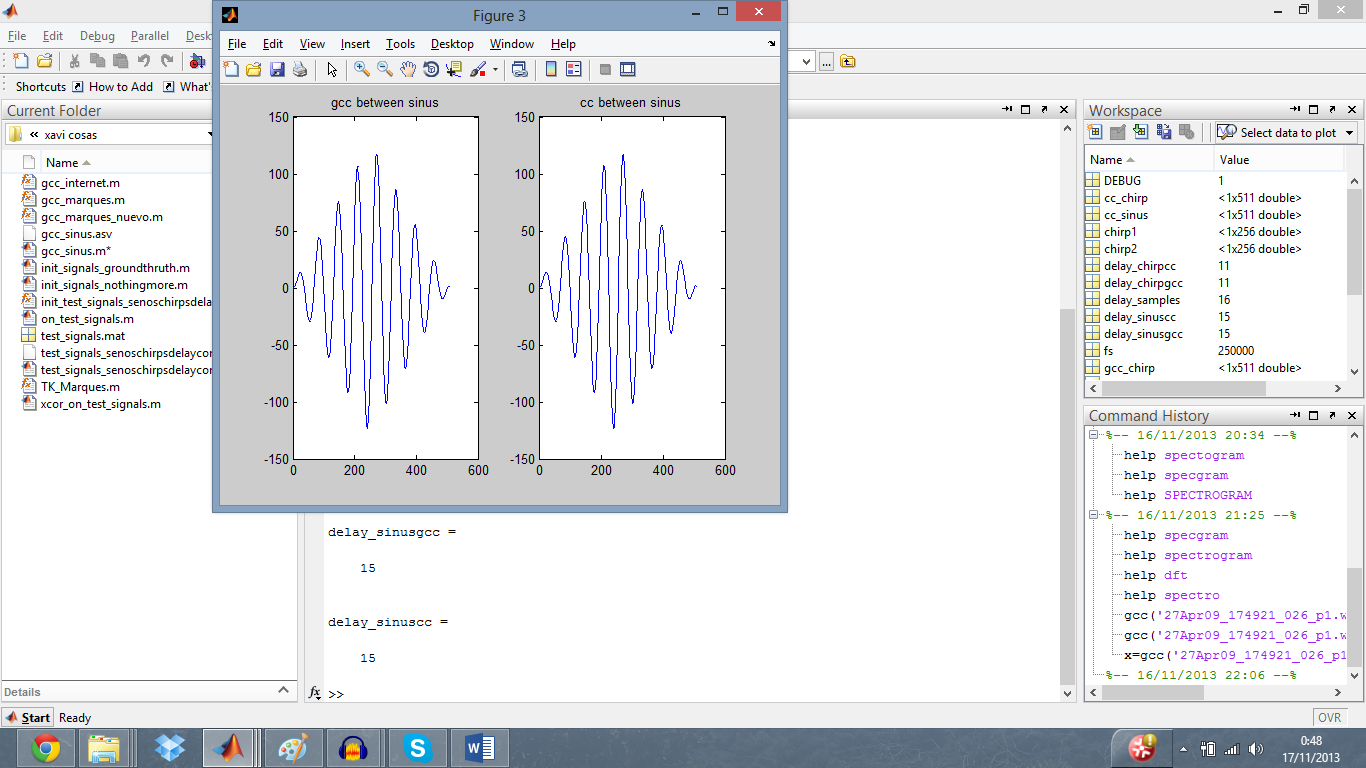 Figure 3
File Edit View Insert Tools Desktop Window Help
gcc between sinus
cc between sinus
150
100
50
0
-50
-100
-150
0 200 400 600
150
100
50
0
-50
-100
-150
0 200 400 600
File Edit Debug Parallel Desk
Shortcuts How to Add What's
...
Current Folder
« xavi cosas
Name
gcc_internet.m
gcc_marques.m
gcc_marques_nuevo.m
gcc_sinus.asv
gcc_sinus.m*
init_signals_groundthruth.m
init_signals_nothingmore.m
init_test_signals_senoschirpsdela
on_test_signals.m
test_signals.mat
test_signals_senoschirpsdelaycor
test_signals_senoschirpsdelaycor
TK_Marques.m
xcor_on_test_signals.m
Details
delay_sinusgcc =
15
delay_sinuscc =
15
fx >>
Workspace
Select data to plot
Name Value
DEBUG 1
cc_chirp <1x511 double>
cc_sinus <1x511 double>
chirp1 <1x256 double>
chirp2 <1x256 double>
delay_chirpcc 11
delay_chirpgcc 11
delay_samples 16
delay_sinuscc 15
delay_sinusgcc 15
fs 250000
gcc_chirp <1x511 double>
Command History
%-- 16/11/2013 20:34 --%
help spectogram
help specgram
help SPECTROGRAM
%-- 16/11/2013 21:25 --%
help specgram
help spectrogram
help dft
help spectro
gcc('27Apr09_174921_026_p1.w
gcc('27Apr09_174921_026_p1.w
x=gcc('27Apr09_174921_026_p1
%-- 16/11/2013 22:06 --%
Start Ready
OVR
0:48
17/11/2013